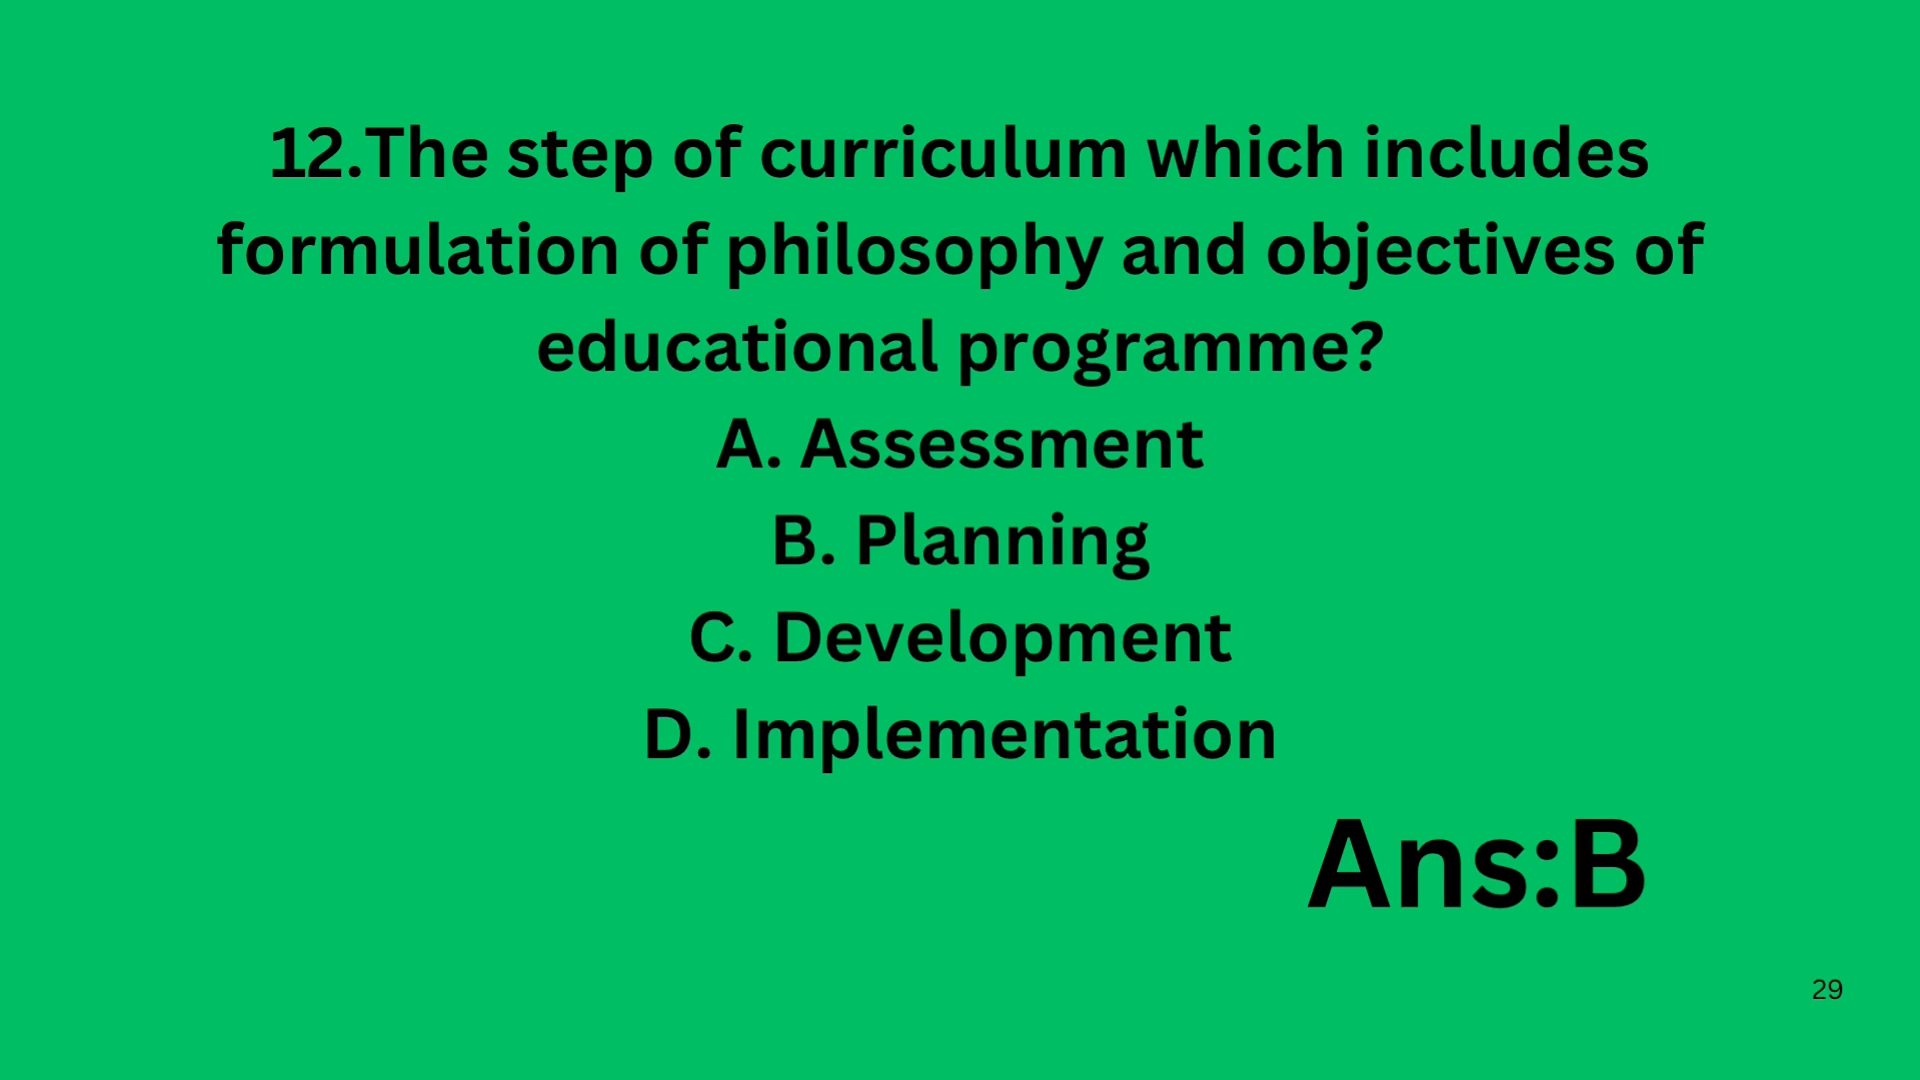 12.The step of curriculum which includes
formulation of philosophy and objectives of
educational programme?
A. Assessment
B. Planning
C. Development
D. Implementation
Ans:B
29